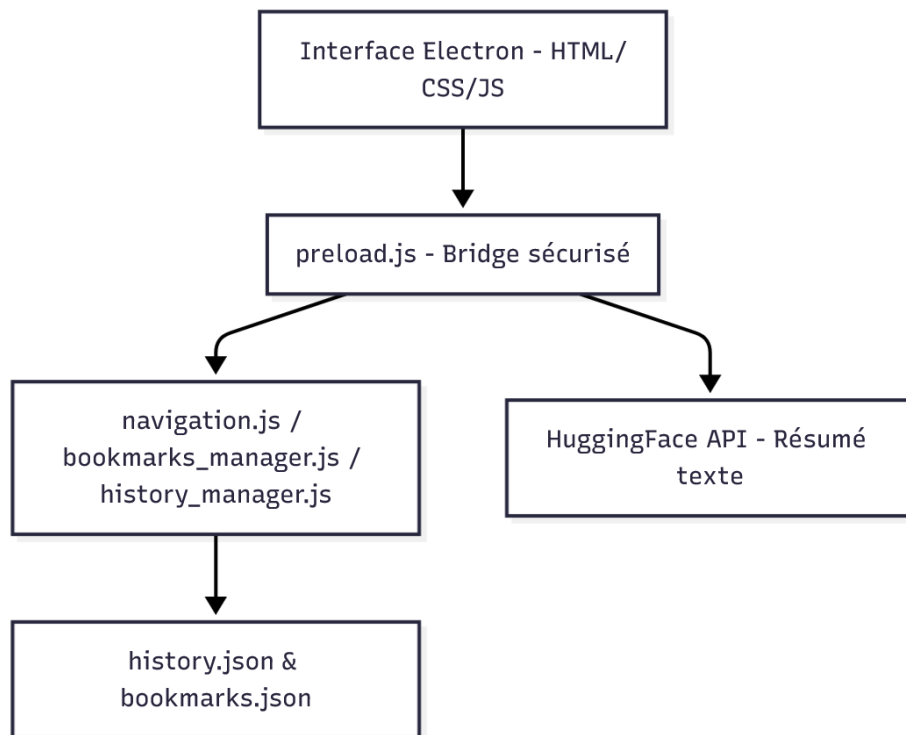 Interface Electron - HTML/
CSS/JS
preload.js - Bridge sécurisé
navigation.js /
bookmarks_manager.js /
history_manager.js
HuggingFace API - Résumé
texte
history.json &
bookmarks.json